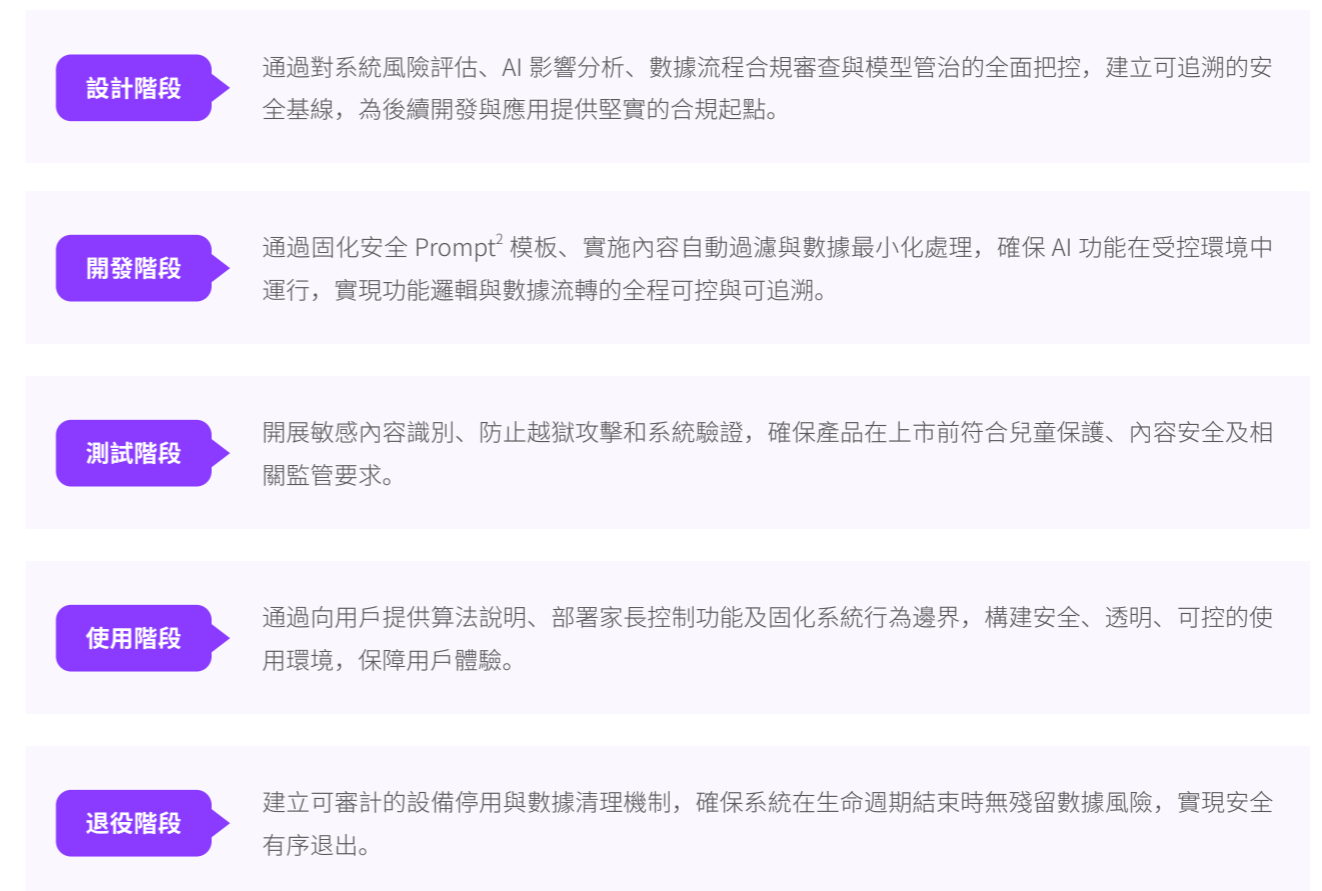 設計階段
通過對系統風險評估、AI 影響分析、數據流程合規審查與模型管治的全面把控，建立可追溯的安
全基線，為後續開發與應用提供堅實的合規起點。
開發階段
通過固化安全 Prompt² 模板、實施內容自動過濾與數據最小化處理，確保 AI 功能在受控環境中
運行，實現功能邏輯與數據流轉的全程可控與可追溯。
測試階段
開展敏感內容識別、防止越獄攻擊和系統驗證，確保產品在上市前符合兒童保護、內容安全及相
關監管要求。
使用階段
通過向用戶提供算法說明、部署家長控制功能及固化系統行為邊界，構建安全、透明、可控的使
用環境，保障用戶體驗。
退役階段
建立可審計的設備停用與數據清理機制，確保系統在生命週期結束時無殘留數據風險，實現安全
有序退出。